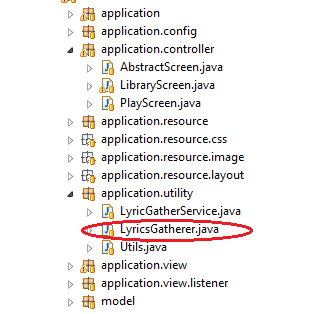 application
application.config
application.controller
AbstractScreen.java
LibraryScreen.java
PlayScreen.java
application.resource
application.resource.css
application.resource.image
application.resource.layout
application.utility
LyricGatherService.java
LyricsGatherer.java
Utils.java
application.view
application.view.listener
model